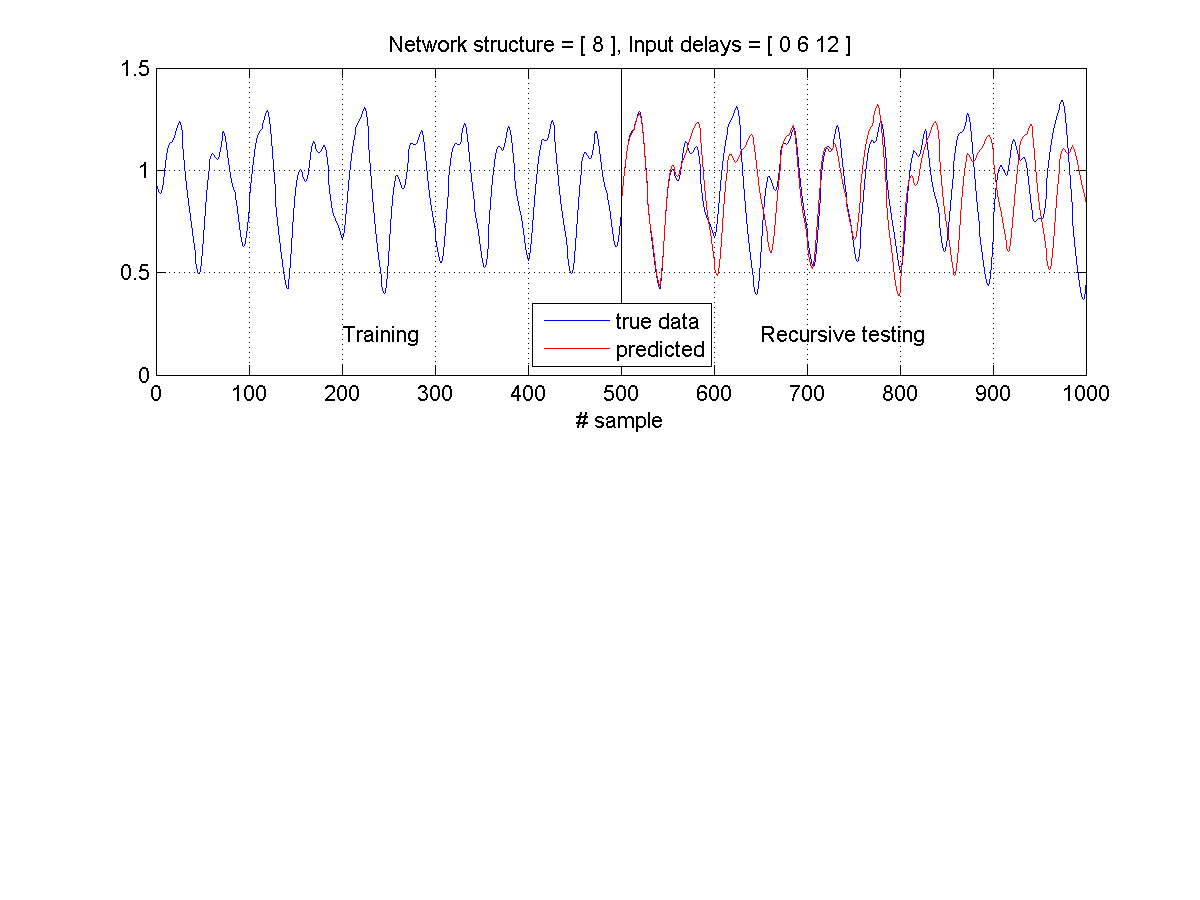 Network structure = [ 8 ], Input delays = [ 0 6 12 ]
1.5
1
0.5
0
Training
true data
predicted
Recursive testing
0 100 200 300 400 500 600 700 800 900 1000
# sample